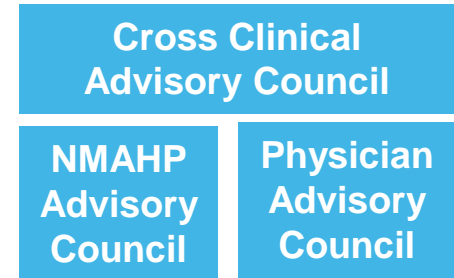 Cross Clinical
Advisory Council
NMAHP
Advisory
Council
Physician
Advisory
Council